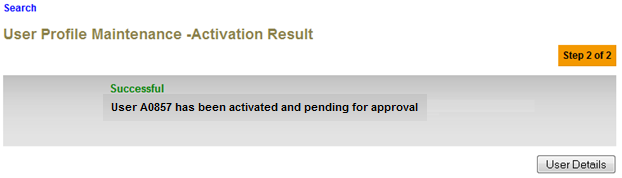 Search
User Profile Maintenance -Activation Result
Step 2 of 2
Successful
User A0857 has been activated and pending for approval
User Details